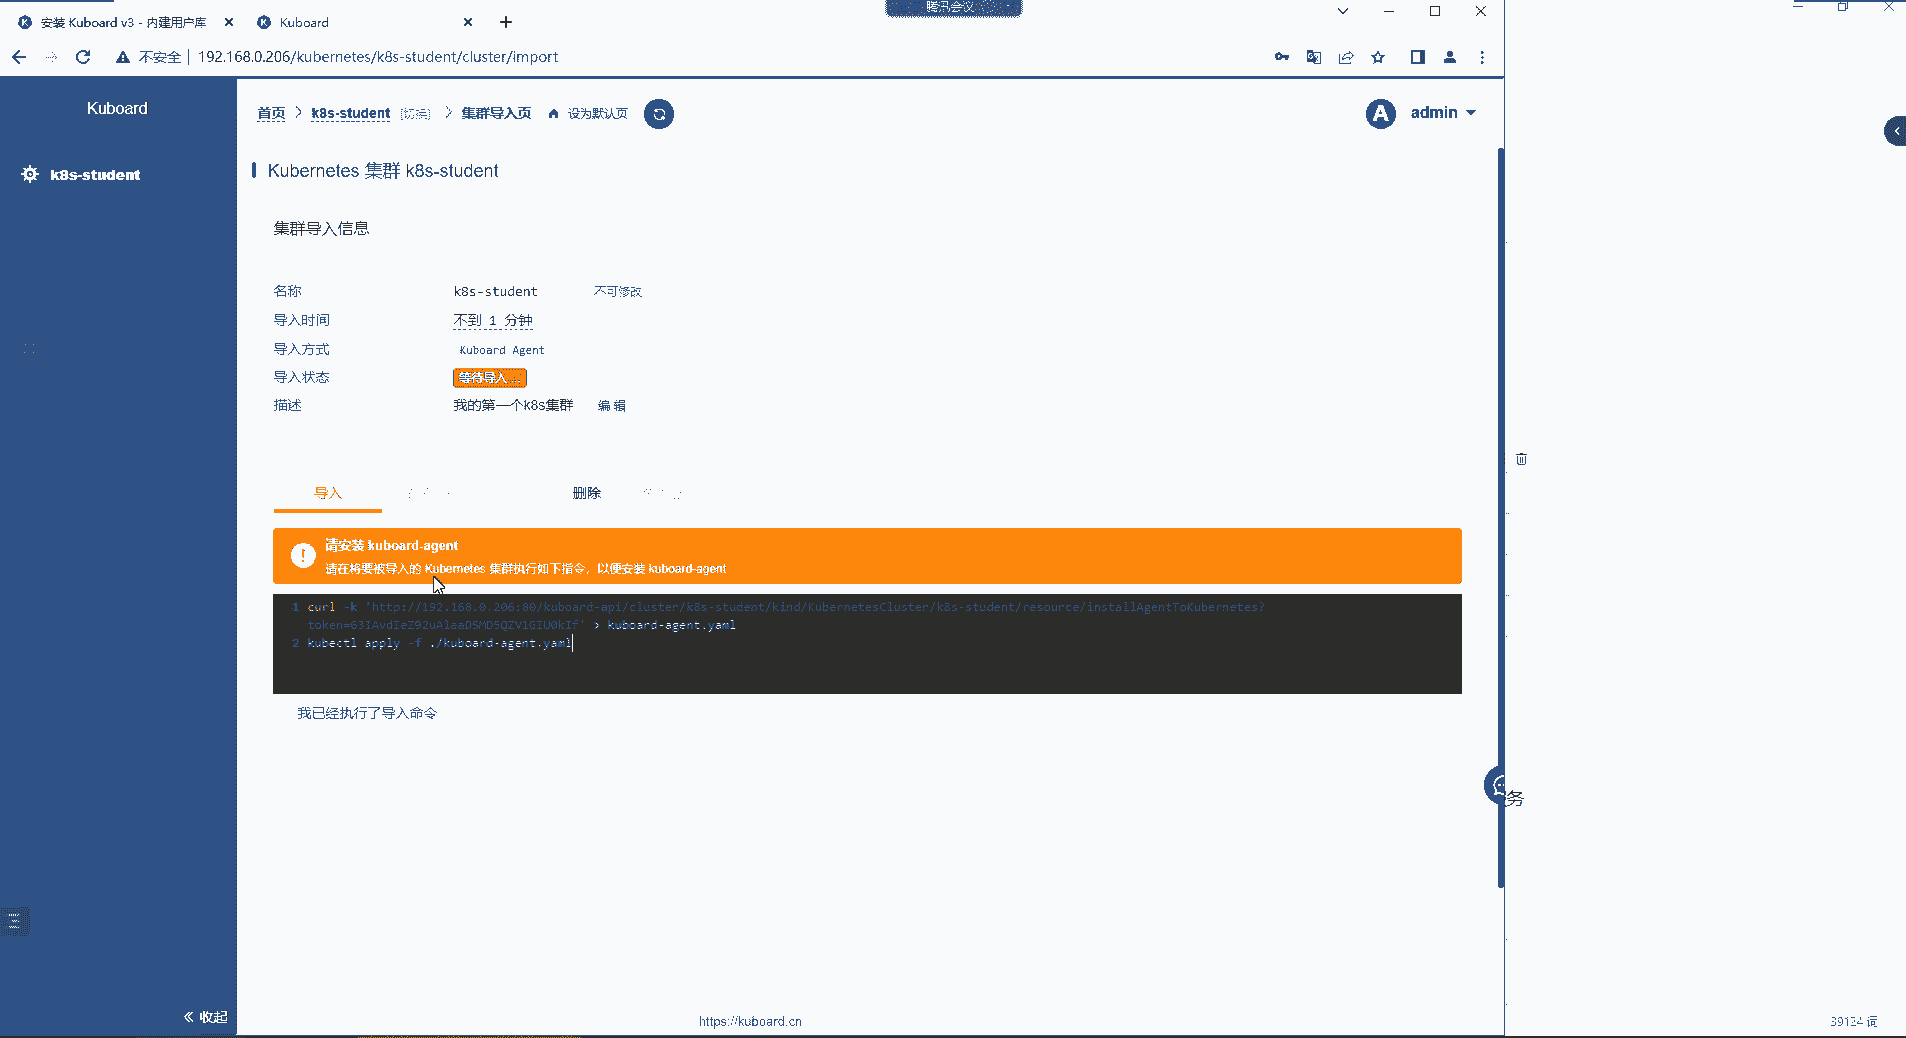 腾讯会议
安装 Kuboard v3 - 内建用户库
Kuboard
不安全
192.168.0.206/kubernetes/k8s-student/cluster/import
Kuboard
k8s-student
首页 > k8s-student [切换] > 集群导入页 设为默认页
A admin
Kubernetes 集群 k8s-student
集群导入信息
名称 k8s-student 不可修改
导入时间 不到 1 分钟
导入方式 Kuboard Agent
导入状态 等待导入...
描述 我的第一个k8s集群 编 辑
导入 删除
请安装 kuboard-agent
请在将要被导入的 Kubernetes 集群执行如下指令，以便安装 kuboard-agent
1 curl -k 'http://192.168.0.206:80/kuboard-api/cluster/k8s-student/kind/KubernetesCluster/k8s-student/resource/installAgentToKubernetes?
> kuboard-agent.yaml
2 kubectl apply -f ./kuboard-agent.yaml
我已经执行了导入命令
务
« 收起
https://kuboard.cn
词